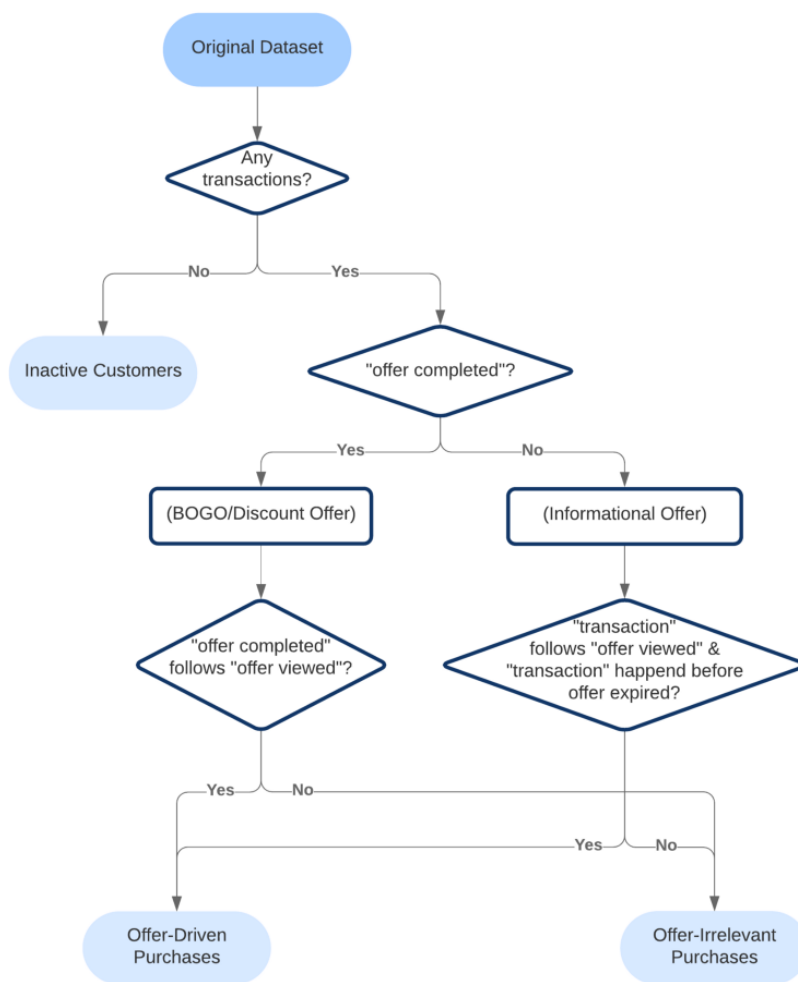 Original Dataset
Any
transactions?
No
Yes
Inactive Customers
"offer completed"?
Yes
No
(BOGO/Discount Offer)
(Informational Offer)
"offer completed"
follows "offer viewed"?
"transaction"
follows "offer viewed" &
"transaction" happend before
offer expired?
Yes
No
Yes
No
Offer-Driven
Purchases
Offer-Irrelevant
Purchases